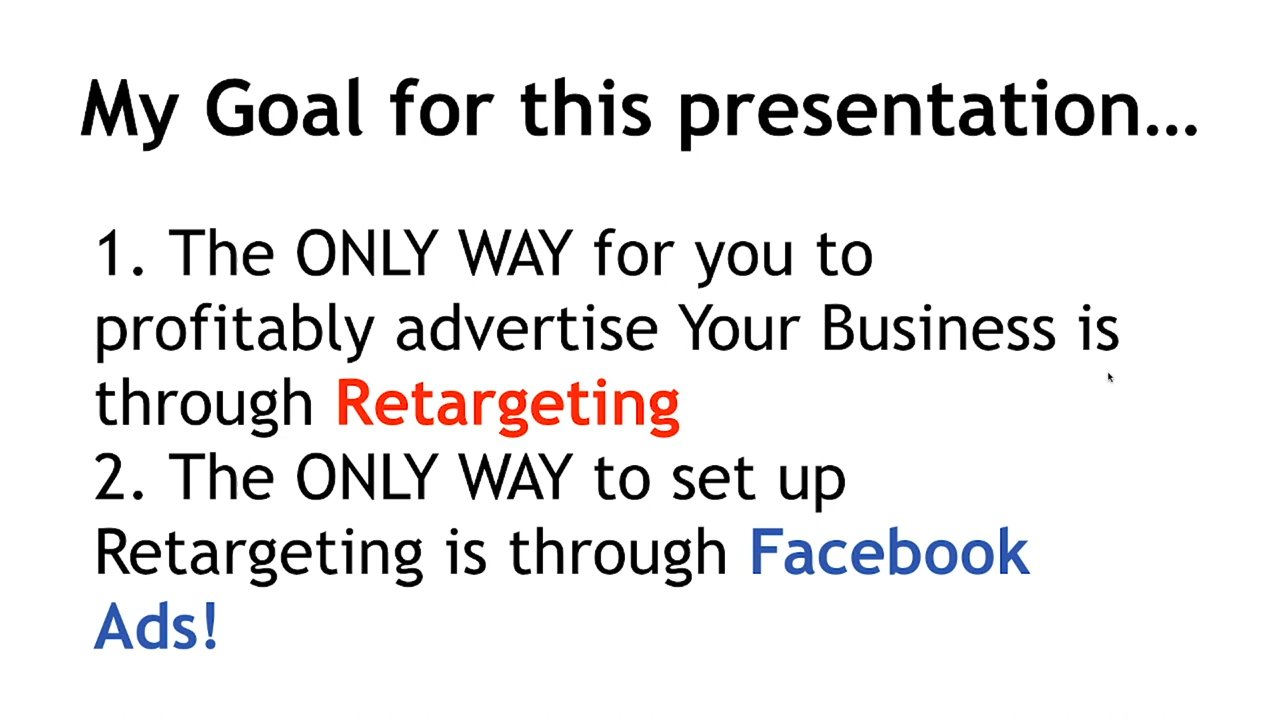 My Goal for this presentation…
1. The ONLY WAY for you to
profitably advertise Your Business is
through Retargeting
2. The ONLY WAY to set up
Retargeting is through Facebook
Ads!